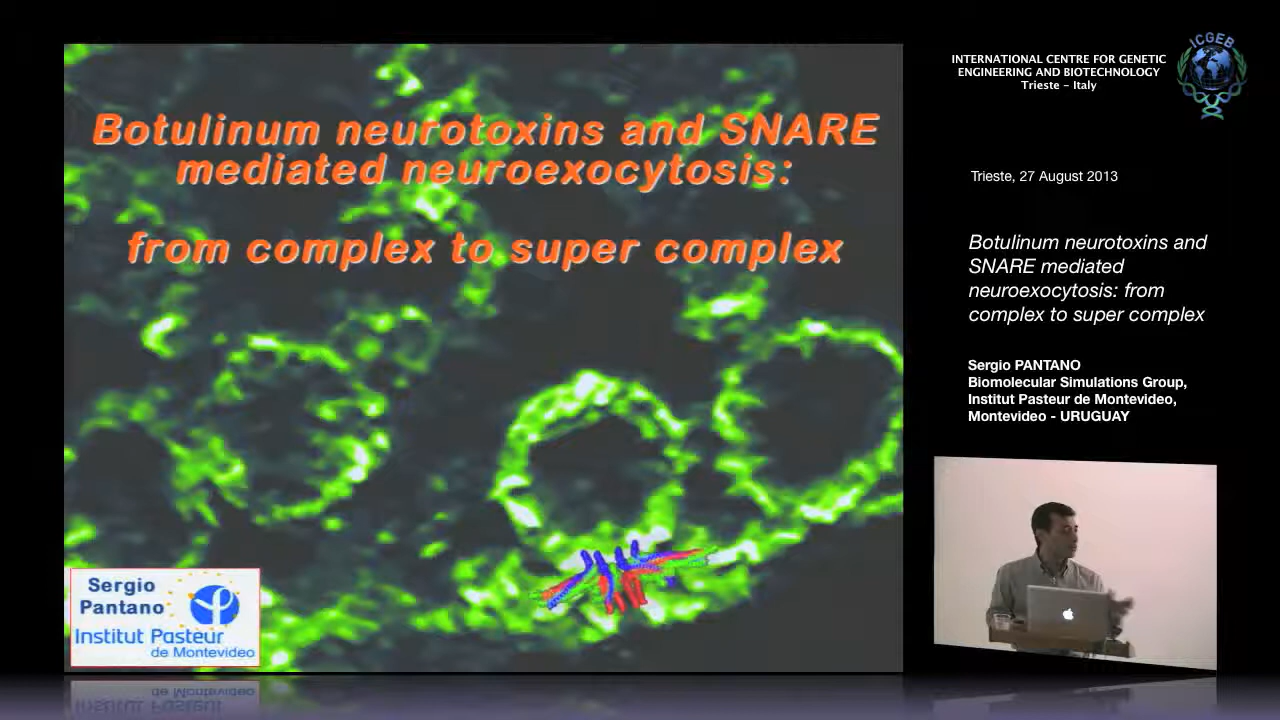 Botulinum neurotoxins and SNARE
mediated neuroexocytosis:
from complex to super complex
Sergio
Pantano
Institut Pasteur
de Montevideo
ICGEB
INTERNATIONAL CENTRE FOR GENETIC
ENGINEERING AND BIOTECHNOLOGY
Trieste - Italy
Trieste, 27 August 2013
Botulinum neurotoxins and
SNARE mediated
neuroexocytosis: from
complex to super complex
Sergio PANTANO
Biomolecular Simulations Group,
Institut Pasteur de Montevideo,
Montevideo - URUGUAY